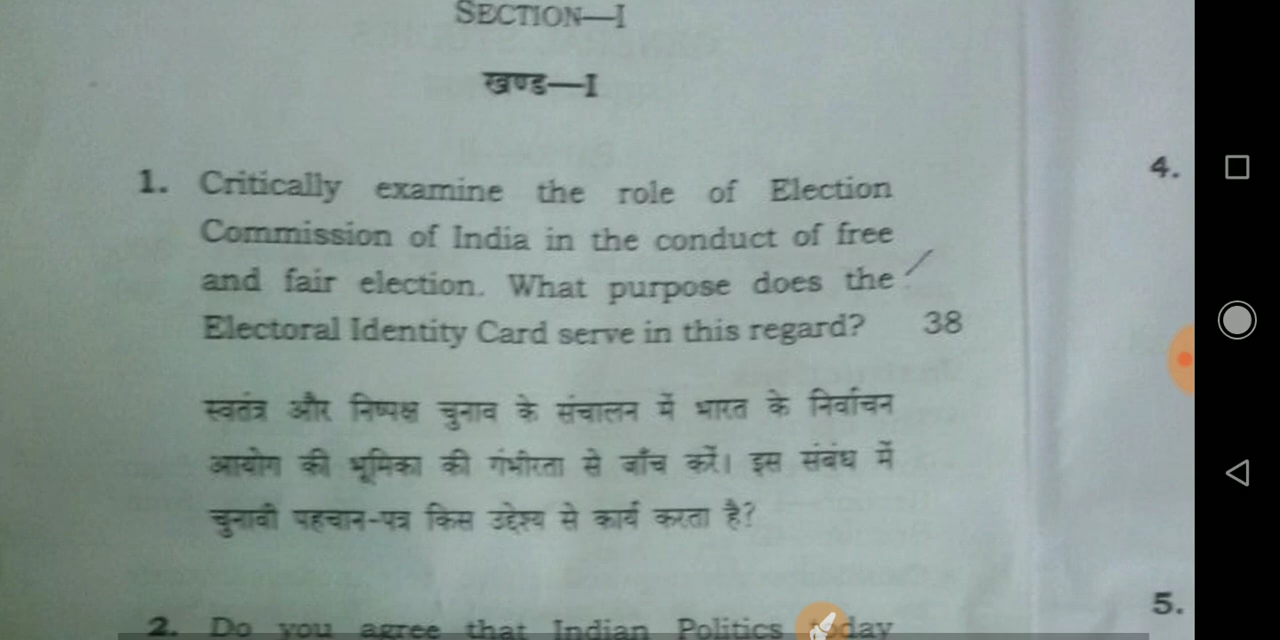 SECTION—I
खण्ड—I
1. Critically examine the role of Election
Commission of India in the conduct of free
and fair election. What purpose does the
Electoral Identity Card serve in this regard? 38
स्वतंत्र और निष्पक्ष चुनाव के संचालन में भारत के निर्वाचन
आयोग की भूमिका की गंभीरता से जाँच करें। इस संबंध में
चुनावी पहचान-पत्र किस उद्देश्य से कार्य करता है?
2. Do you agree that Indian Politics today
4.
5.